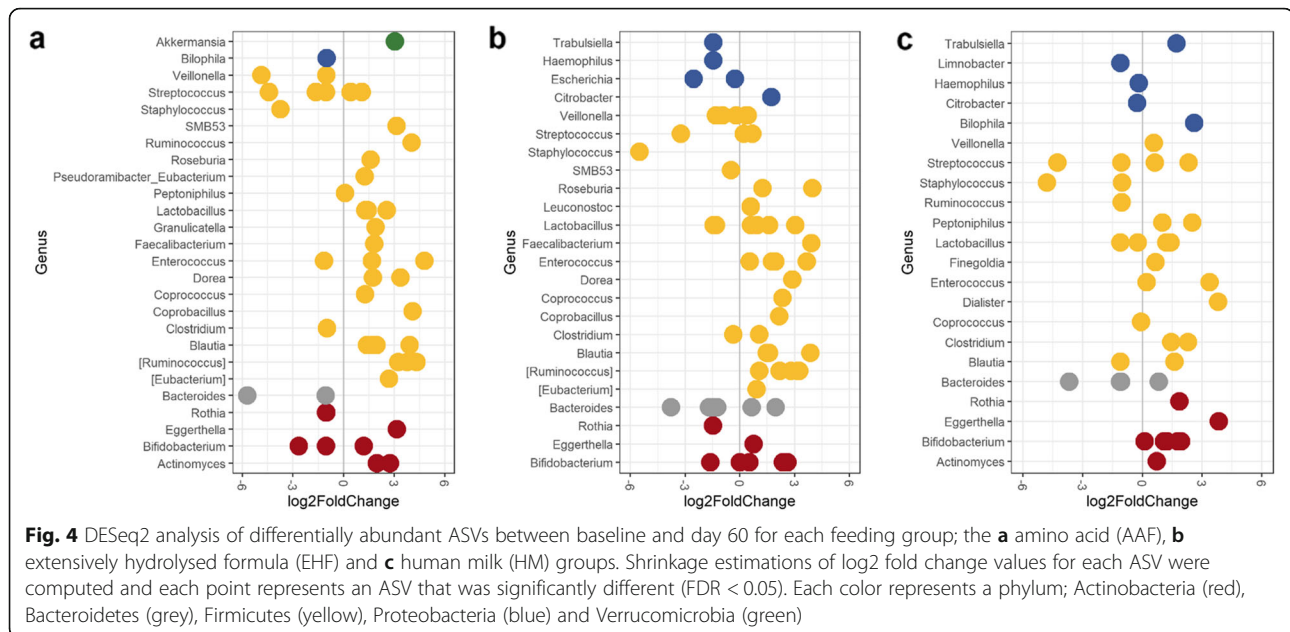 a
Akkermansia
Bilophila
Veillonella
Streptococcus
Staphylococcus
SMB53
Ruminococcus
Roseburia
Pseudoramibacter_Eubacterium
Peptoniphilus
Lactobacillus
Granulicatella
Faecalibacterium
Enterococcus
Dorea
Coprococcus
Coprobacillus
Clostridium
Blautia
[Ruminococcus]
[Eubacterium]
Bacteroides
Rothia
Eggerthella
Bifidobacterium
Actinomyces
Genus
-6 -3 0 3 6
log2FoldChange
b
Trabulsiella
Haemophilus
Escherichia
Citrobacter
Veillonella
Streptococcus
Staphylococcus
SMB53
Roseburia
Leuconostoc
Lactobacillus
Faecalibacterium
Enterococcus
Dorea
Coprococcus
Coprobacillus
Clostridium
Blautia
[Ruminococcus]
[Eubacterium]
Bacteroides
Rothia
Eggerthella
Bifidobacterium
Genus
-6 -3 0 3 6
log2FoldChange
c
Trabulsiella
Limnobacter
Haemophilus
Citrobacter
Bilophila
Veillonella
Streptococcus
Staphylococcus
Ruminococcus
Peptoniphilus
Lactobacillus
Finegoldia
Enterococcus
Dialister
Coprococcus
Clostridium
Blautia
Bacteroides
Rothia
Eggerthella
Bifidobacterium
Actinomyces
Genus
-6 -3 0 3 6
log2FoldChange
Fig. 4 DESeq2 analysis of differentially abundant ASVs between baseline and day 60 for each feeding group; the a amino acid (AAF), b
extensively hydrolysed formula (EHF) and c human milk (HM) groups. Shrinkage estimations of log2 fold change values for each ASV were
computed and each point represents an ASV that was significantly different (FDR < 0.05). Each color represents a phylum; Actinobacteria (red),
Bacteroidetes (grey), Firmicutes (yellow), Proteobacteria (blue) and Verrucomicrobia (green)